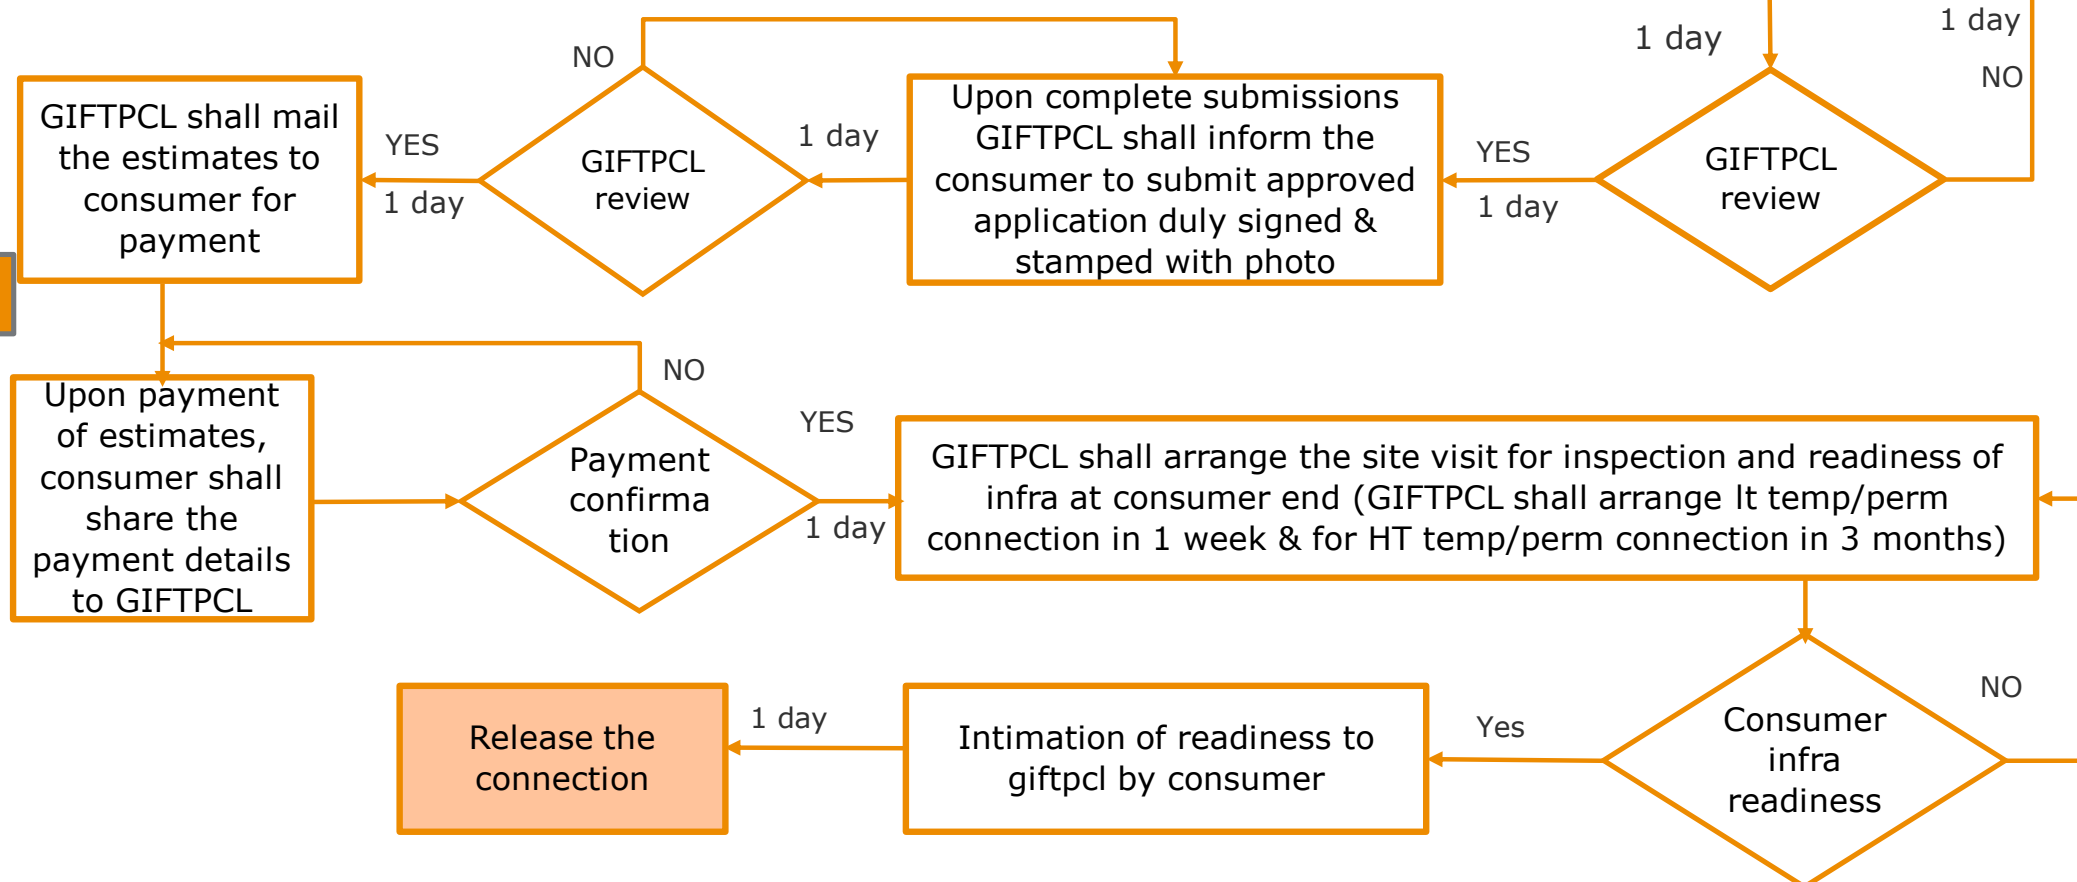 1 day
1 day
NO
NO
GIFTPCL shall mail
the estimates to
consumer for
payment
YES
1 day
GIFTPCL
review
1 day
Upon complete submissions
GIFTPCL shall inform the
consumer to submit approved
application duly signed &
stamped with photo
YES
1 day
GIFTPCL
review
Upon payment
of estimates,
consumer shall
share the
payment details
to GIFTPCL
NO
Payment
confirma
tion
YES
1 day
GIFTPCL shall arrange the site visit for inspection and readiness of
infra at consumer end (GIFTPCL shall arrange lt temp/perm
connection in 1 week & for HT temp/perm connection in 3 months)
Release the
connection
1 day
Intimation of readiness to
giftpcl by consumer
Yes
Consumer
infra
readiness
NO